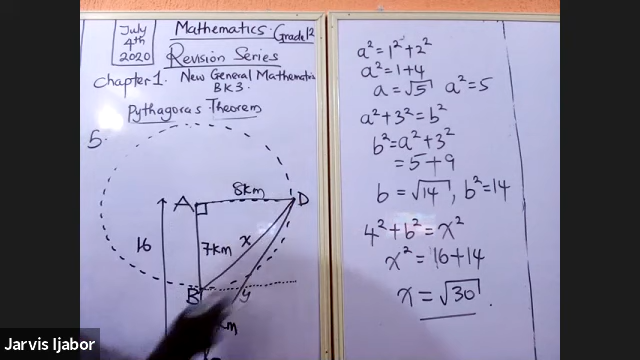 July
4th
2020
Mathematics. Grade 12
Revision Series
Chapter 1. New General Mathematics
BK3.
Pythagoras Theorem
5.
8km
A
D
16
7km
x
B
y
a² = 1² + 2²
a² = 1 + 4
a = √5 a² = 5
a² + 3² = b²
b² = a² + 3²
= 5 + 9
b = √14, b² = 14
4² + b² = x²
x² = 16 + 14
x = √30.
Jarvis Ijabor